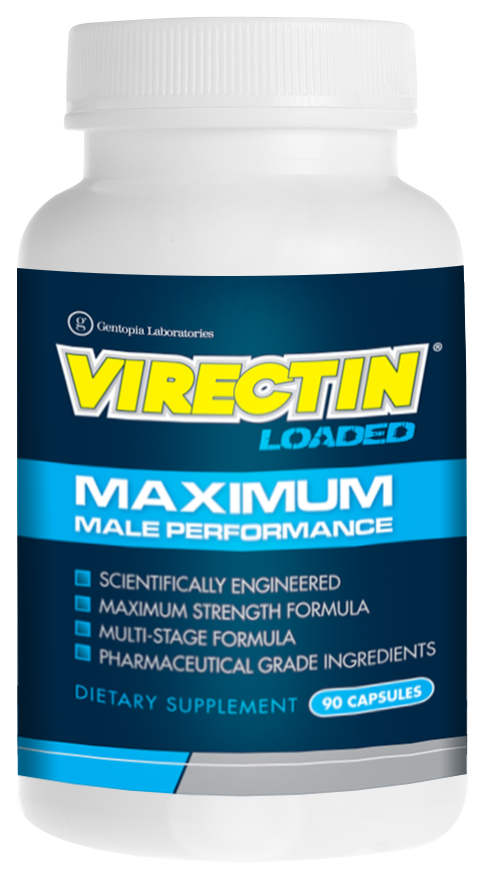 g Gentopia Laboratories
VIRECTIN®
LOADED
MAXIMUM
MALE PERFORMANCE
SCIENTIFICALLY ENGINEERED
MAXIMUM STRENGTH FORMULA
MULTI-STAGE FORMULA
PHARMACEUTICAL GRADE INGREDIENTS
DIETARY SUPPLEMENT 90 CAPSULES